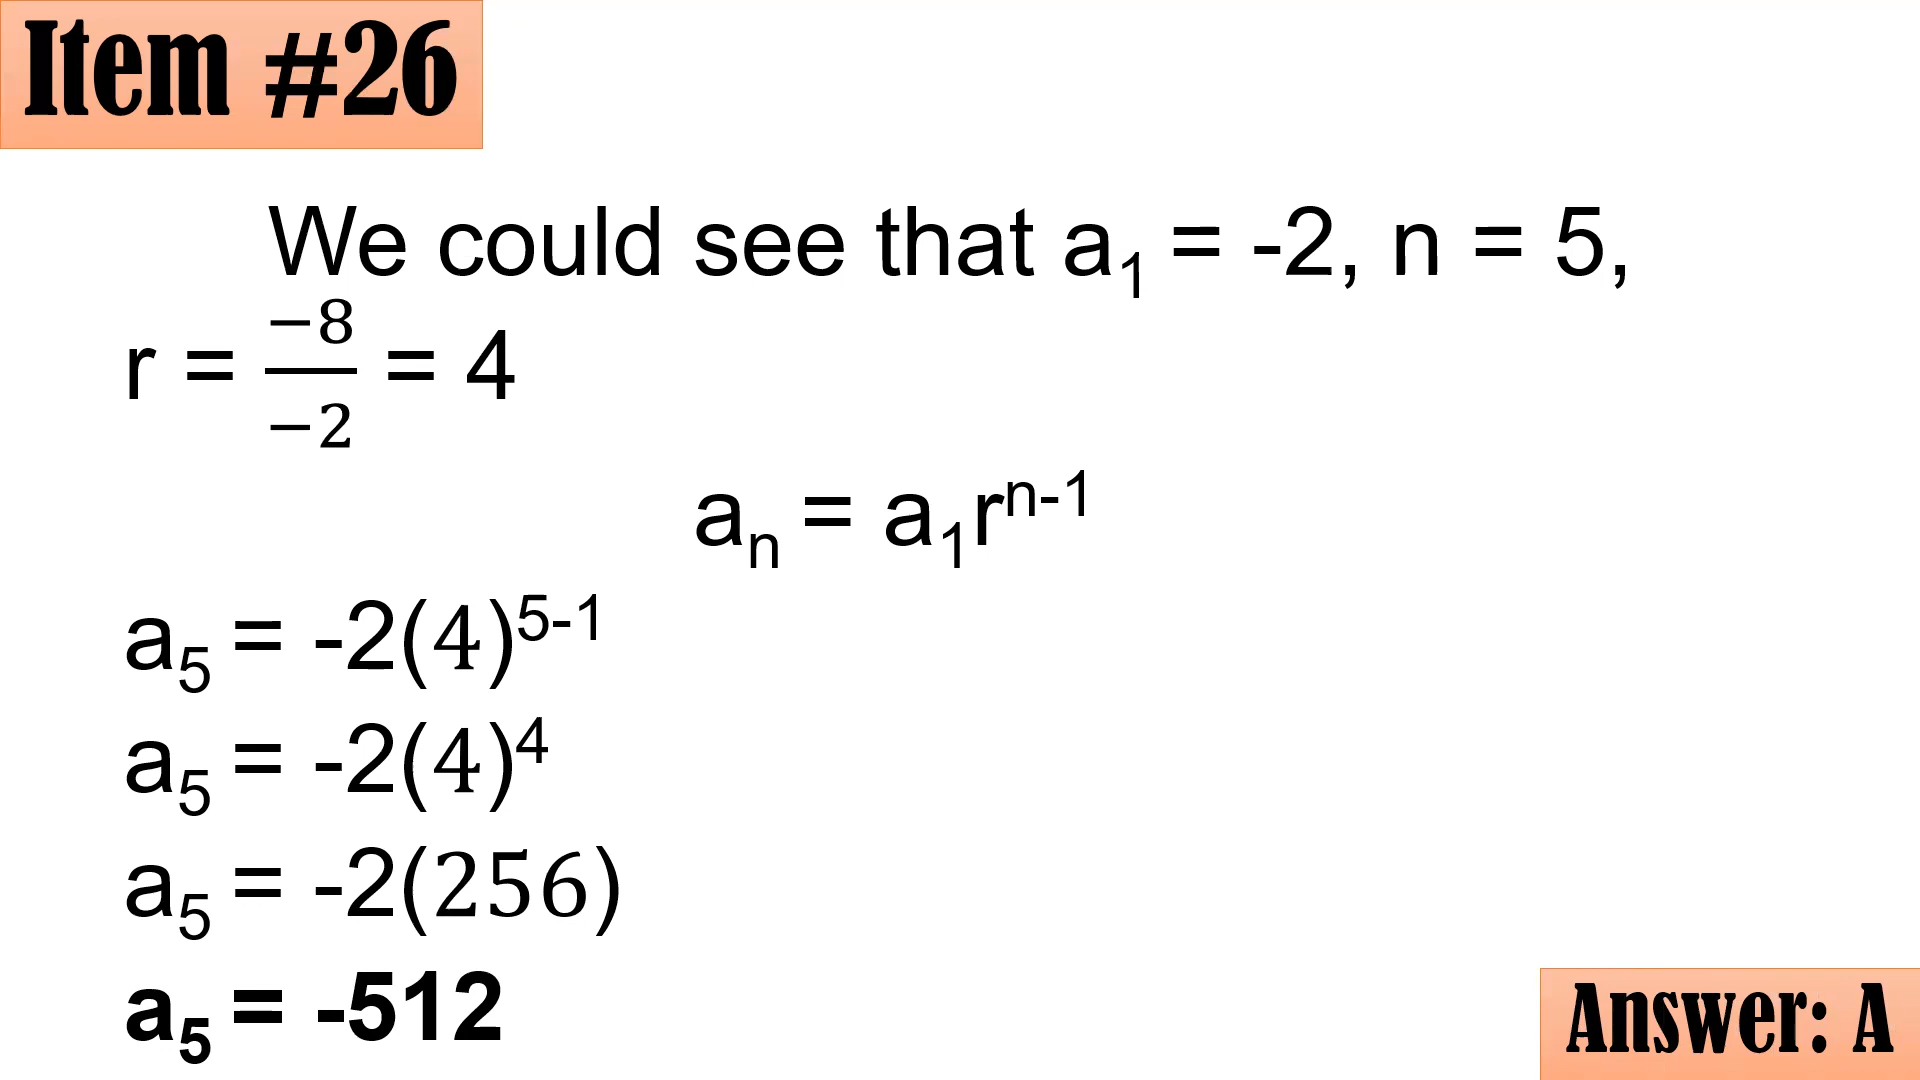 Item #26
We could see that a₁ = -2, n = 5,
r = −8/−2 = 4
aₙ = a₁rⁿ⁻¹
a₅ = -2(4)⁵⁻¹
a₅ = -2(4)⁴
a₅ = -2(256)
a₅ = -512
Answer: A